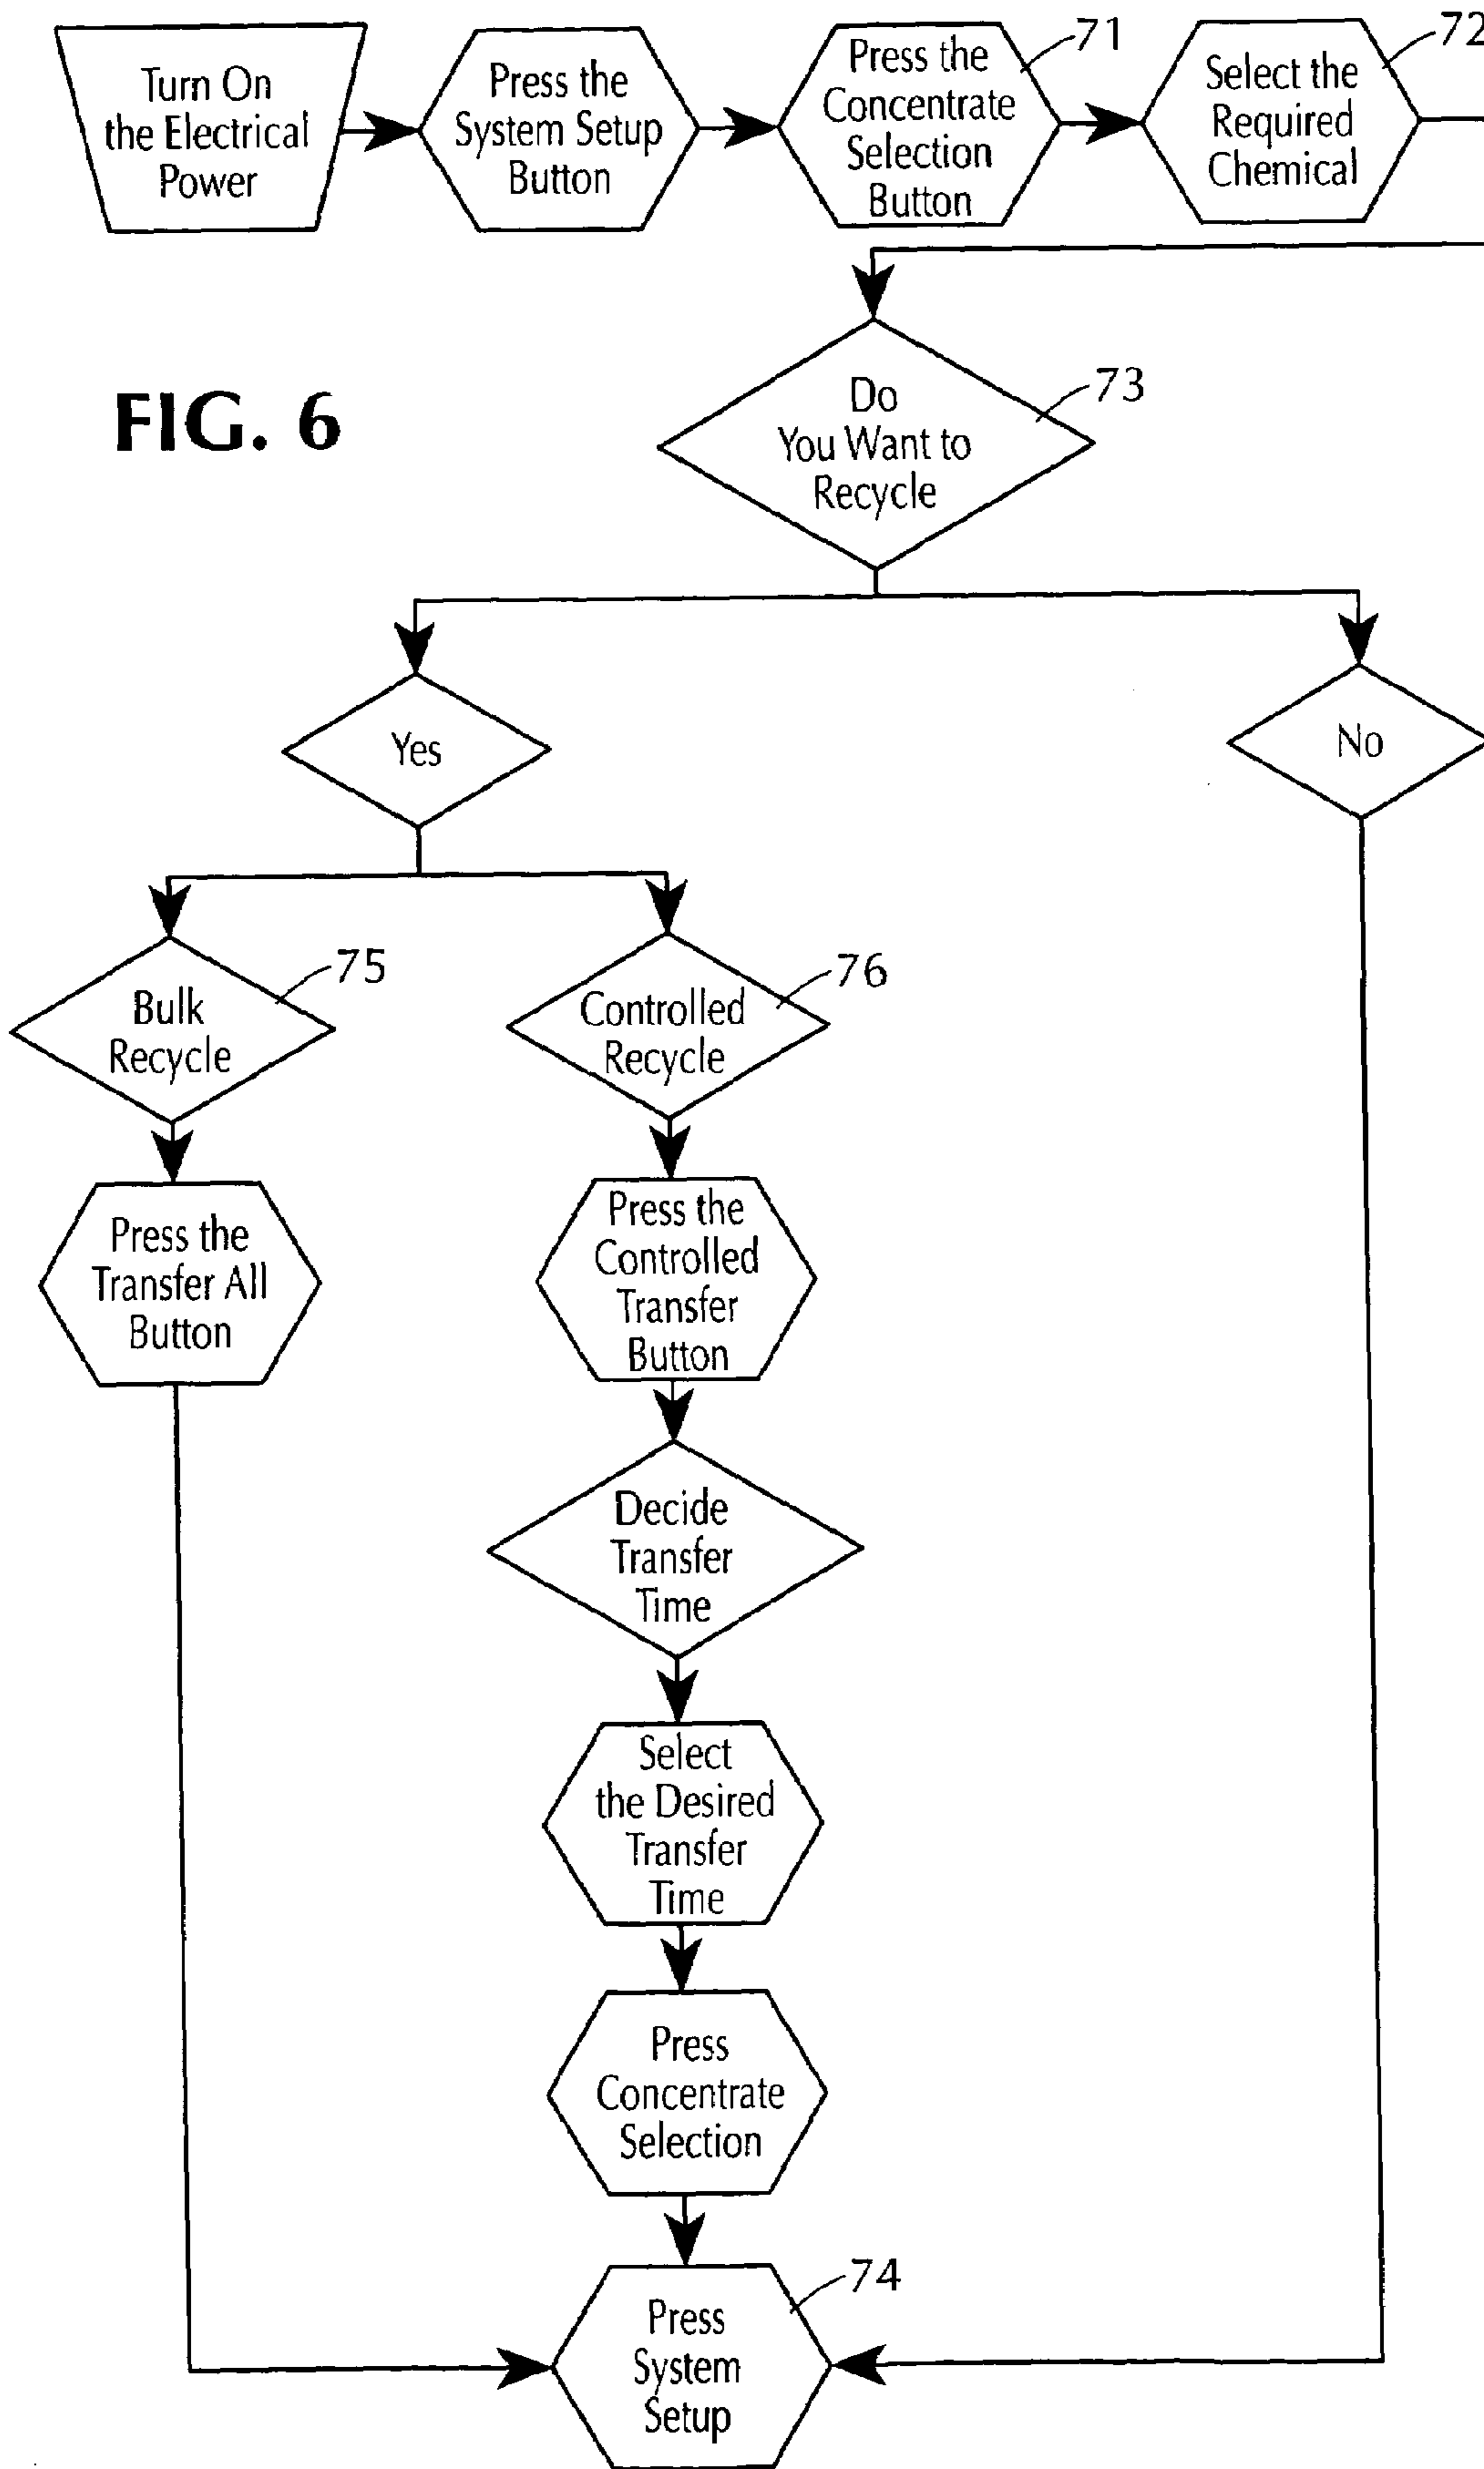 Turn On
the Electrical
Power
Press the
System Setup
Button
Press the
Concentrate
Selection
Button
71
Select the
Required
Chemical
72
FIG. 6
Do
You Want to
Recycle
73
Yes
No
Bulk
Recycle
75
Controlled
Recycle
76
Press the
Transfer All
Button
Press the
Controlled
Transfer
Button
Decide
Transfer
Time
Select
the Desired
Transfer
Time
Press
Concentrate
Selection
Press
System
Setup
74